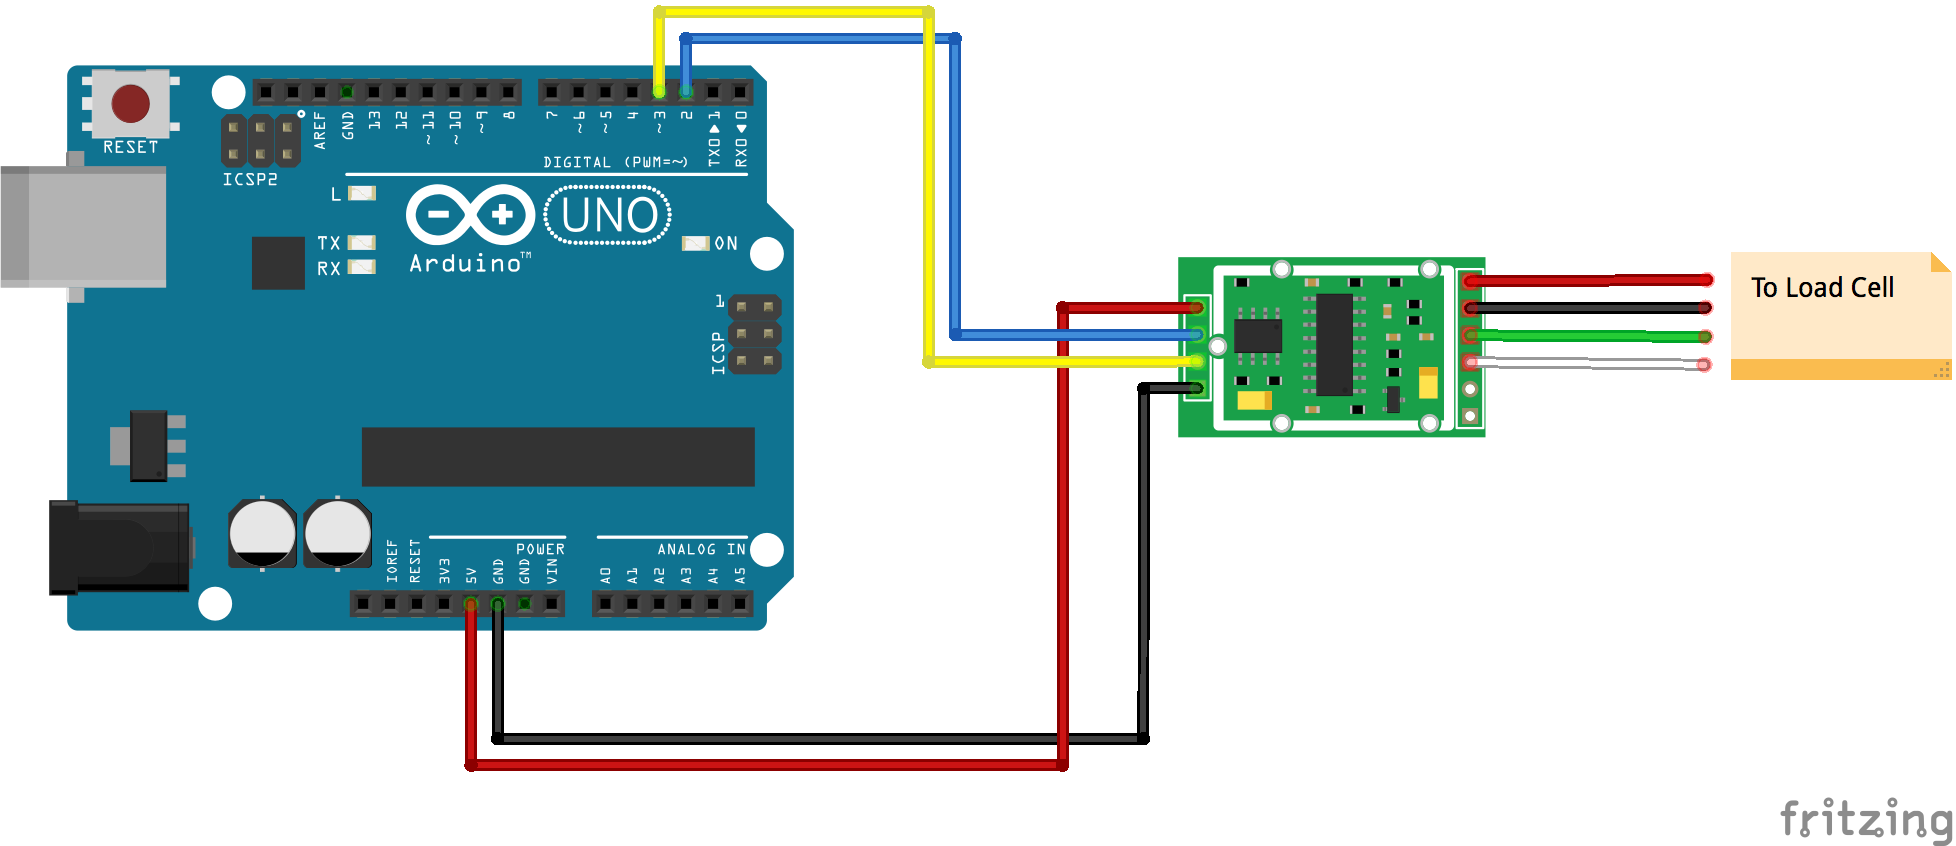 RESET
ICSP2
AREF
GND
13
12
~11
~10
~9
8
7
~6
~5
4
~3
2
TX0▶1
RX0◀0
DIGITAL (PWM=~)
L
TX
RX
Arduino™
UNO
ON
1
ICSP
IOREF
RESET
3V3
5V
GND
GND
VIN
POWER
A0
A1
A2
A3
A4
A5
ANALOG IN
To Load Cell
fritzing